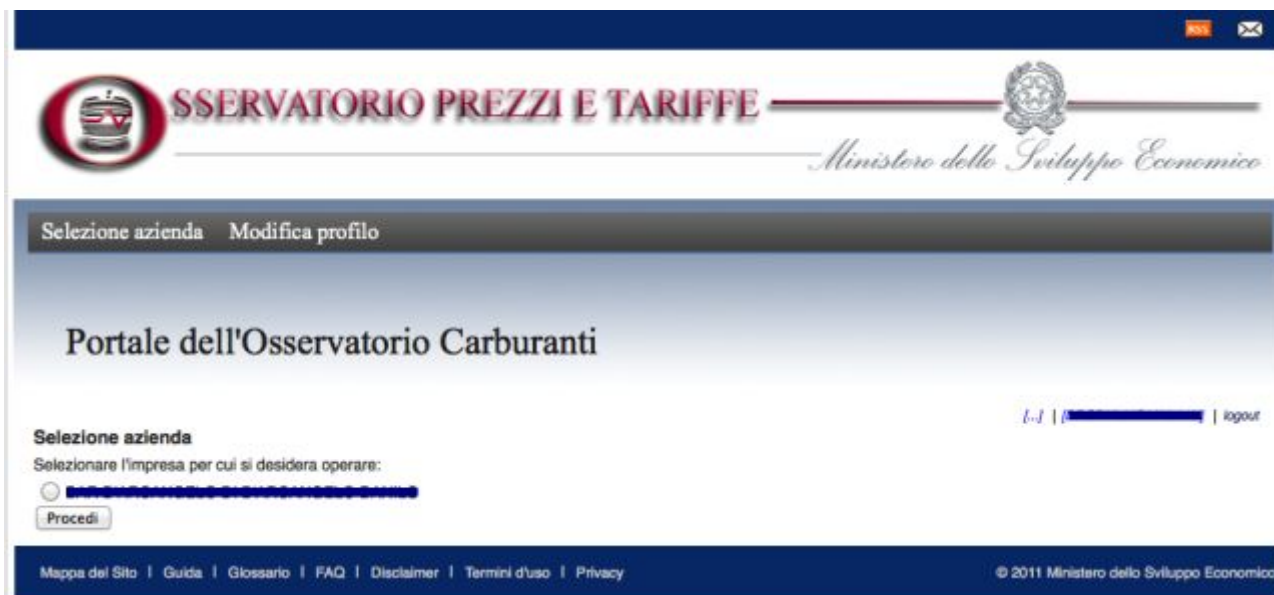 RSS
OSSERVATORIO PREZZI E TARIFFE
Ministero dello Sviluppo Economico
Selezione azienda Modifica profilo
Portale dell'Osservatorio Carburanti
[...] | | logout
Selezione azienda
Selezionare l'impresa per cui si desidera operare:
Procedi
Mappa del Sito | Guida | Glossario | FAQ | Disclaimer | Termini d'uso | Privacy © 2011 Ministero dello Sviluppo Economico